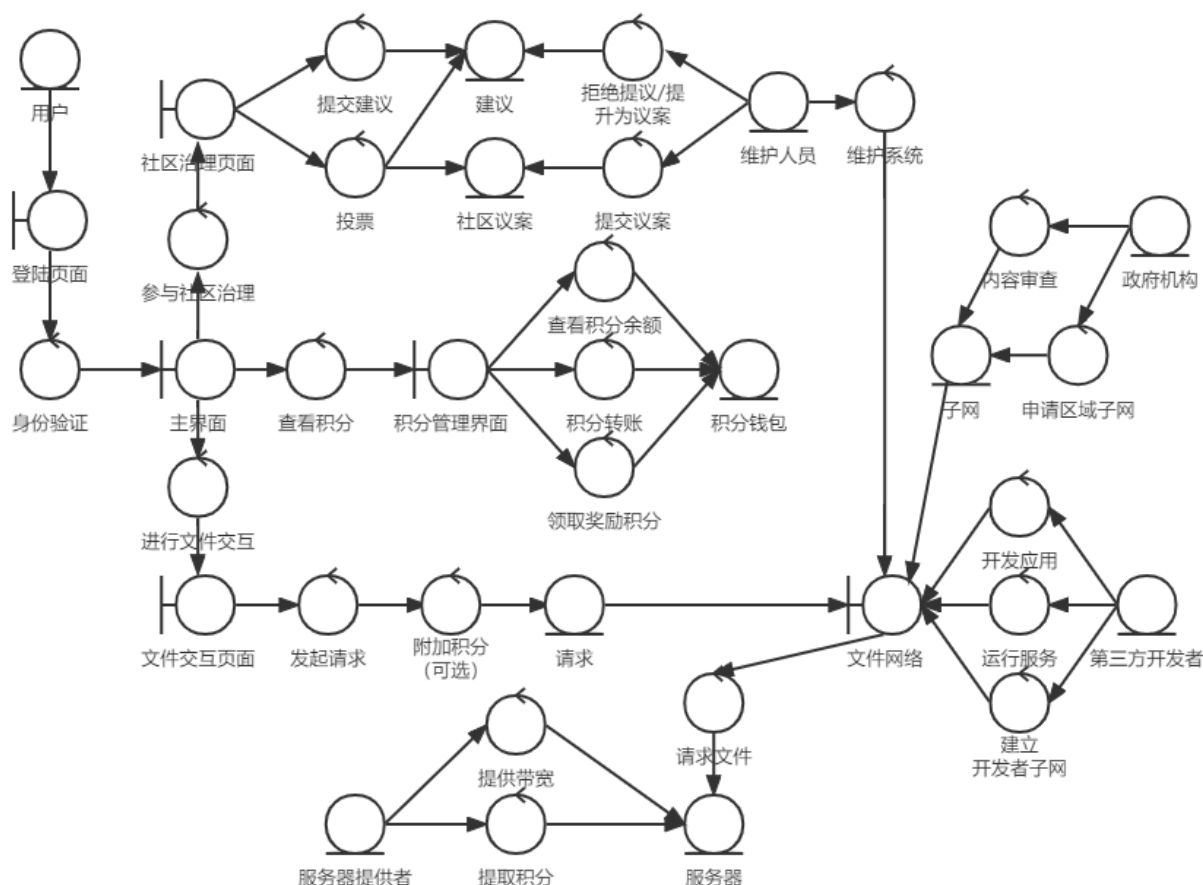 用户
提交建议
建议
拒绝提议/提
升为议案
社区治理页面
维护人员
维护系统
投票
社区议案
提交议案
登陆页面
参与社区治理
内容审查
政府机构
查看积分余额
身份验证
主界面
查看积分
积分管理界面
积分转账
积分钱包
子网
申请区域子网
领取奖励积分
进行文件交互
开发应用
文件交互页面
发起请求
附加积分
(可选)
请求
文件网络
运行服务
第三方开发者
请求文件
建立
开发者子网
提供带宽
服务器提供者
提取积分
服务器